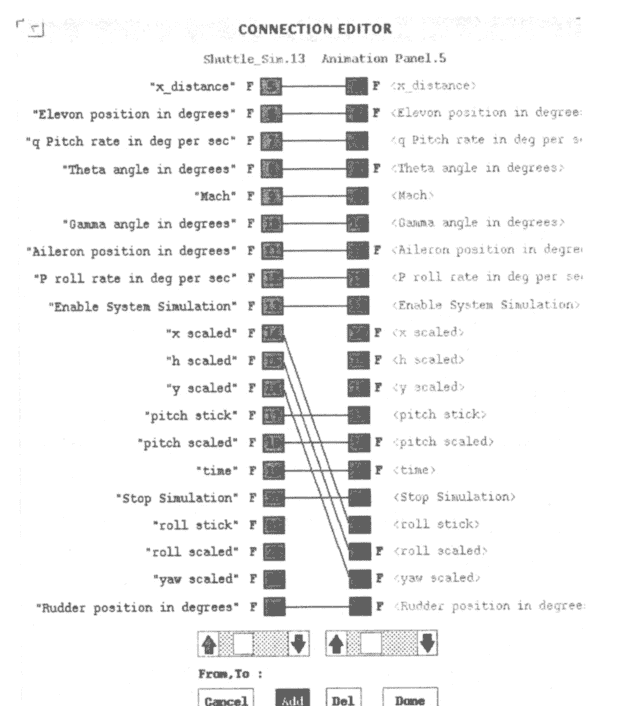 CONNECTION EDITOR
Shuttle_Sim.13 Animation Panel.5
"x_distance" F F <x_distance>
"Elevon position in degrees" F F <Elevon position in degree
"q Pitch rate in deg per sec" F <q Pitch rate in deg per
"Theta angle in degrees" F F <Theta angle in degrees>
"Mach" F <Mach>
"Gamma angle in degrees" F <Gamma angle in degrees>
"Aileron position in degrees" F F <Aileron position in degre
"P roll rate in deg per sec" F <P roll rate in deg per
"Enable System Simulation" F <Enable System Simulation>
"x scaled" F F <x scaled>
"h scaled" F F <h scaled>
"y scaled" F F <y scaled>
"pitch stick" F <pitch stick>
"pitch scaled" F F <pitch scaled>
"time" F F <time>
"Stop Simulation" F <Stop Simulation>
"roll stick" F <roll stick>
"roll scaled" F F <roll scaled>
"yaw scaled" F F <yaw scaled>
"Rudder position in degrees" F F <Rudder position in degree
From,To :
Cancel Add Del Done